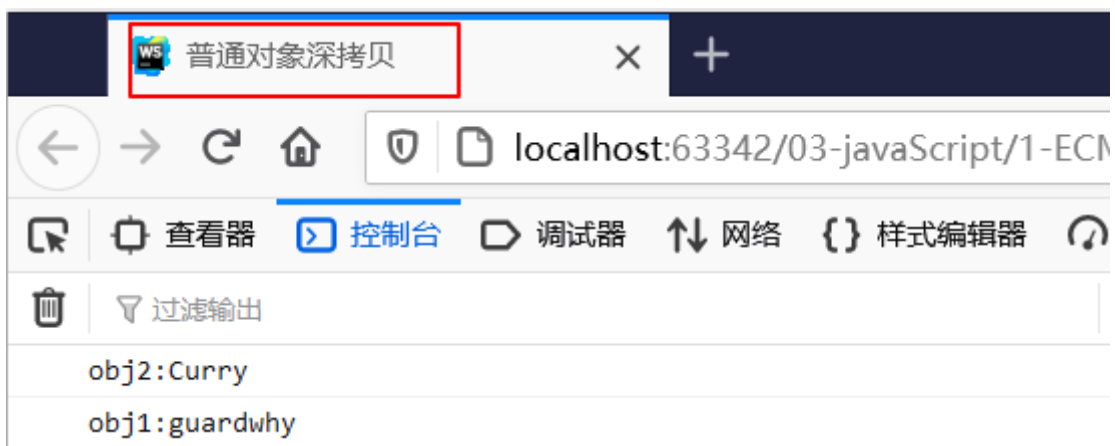 WS 普通对象深拷贝
localhost:63342/03-javaScript/1-ECM
查看器 控制台 调试器 网络 {} 样式编辑器
过滤输出
obj2:Curry
obj1:guardwhy